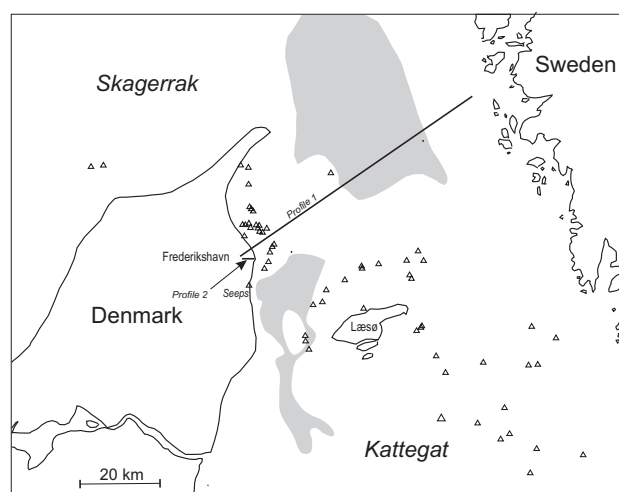 Skagerrak
Sweden
Profile 1
Frederikshavn
Profile 2
Seeps
Denmark
Læsø
Kattegat
20 km